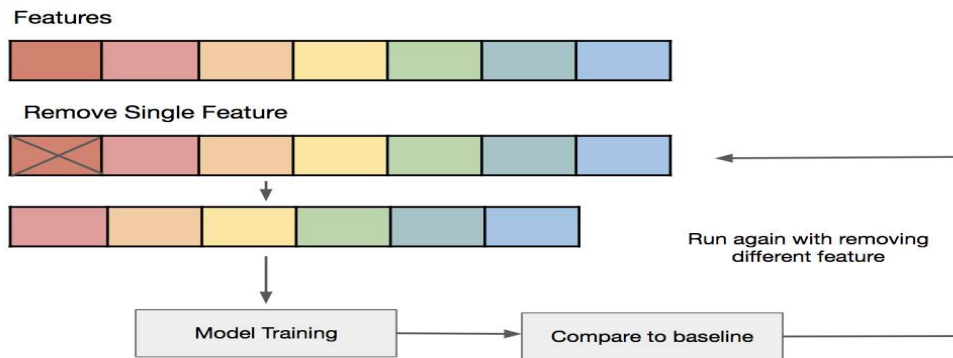 Features
Remove Single Feature
Run again with removing
different feature
Model Training
Compare to baseline